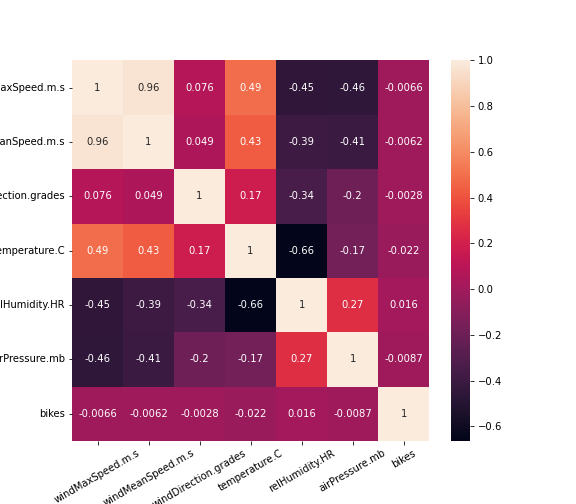 axSpeed.m.s 1 0.96 0.076 0.49 -0.45 -0.46 -0.0066
anSpeed.m.s 0.96 1 0.049 0.43 -0.39 -0.41 -0.0062
ection.grades 0.076 0.049 1 0.17 -0.34 -0.2 -0.0028
emperature.C 0.49 0.43 0.17 1 -0.66 -0.17 -0.022
lHumidity.HR -0.45 -0.39 -0.34 -0.66 1 0.27 0.016
rPressure.mb -0.46 -0.41 -0.2 -0.17 0.27 1 -0.0087
bikes -0.0066 -0.0062 -0.0028 -0.022 0.016 -0.0087 1
windMaxSpeed.m.s
windMeanSpeed.m.s
windDirection.grades
temperature.C
relHumidity.HR
airPressure.mb
bikes
1.0
0.8
0.6
0.4
0.2
0.0
−0.2
−0.4
−0.6